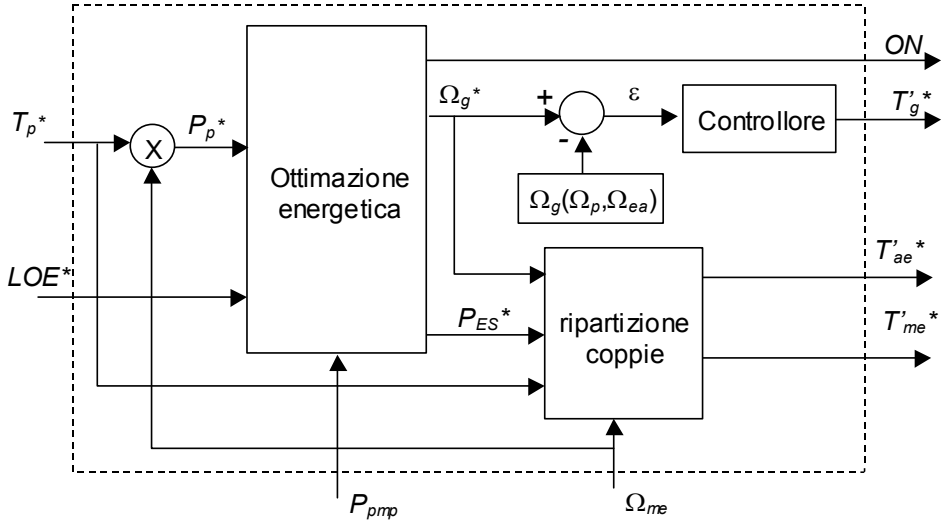 ON
Ωg*
ε
T'g*
+
Controllore
-
Tp*
Pp*
X
Ottimazione
energetica
Ωg(Ωp,Ωea)
T'ae*
LOE*
PES*
ripartizione
coppie
T'me*
Ppmp
Ωme